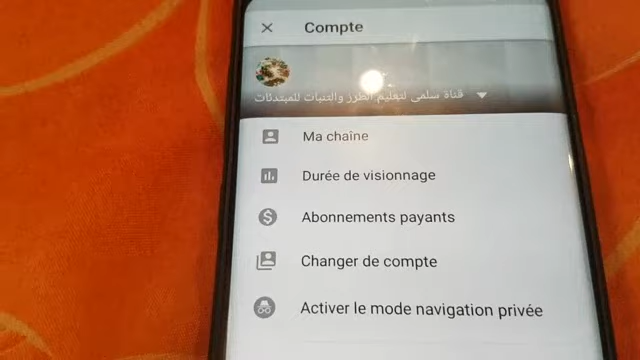 Compte
قناة سلمى لتعليم الطرز والتنبات للمبتدئات
Ma chaîne
Durée de visionnage
Abonnements payants
Changer de compte
Activer le mode navigation privée